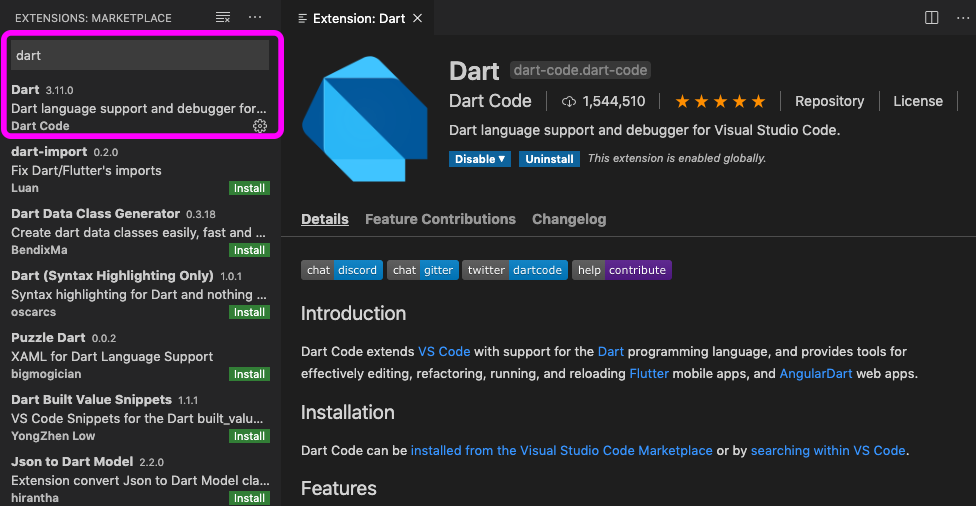 EXTENSIONS: MARKETPLACE
dart
Dart 3.11.0
Dart language support and debugger for...
Dart Code
dart-import 0.2.0
Fix Dart/Flutter's imports
Luan Install
Dart Data Class Generator 0.3.18
Create dart data classes easily, fast and ...
BendixMa Install
Dart (Syntax Highlighting Only) 1.0.1
Syntax highlighting for Dart and nothing ...
oscarcs Install
Puzzle Dart 0.0.2
XAML for Dart Language Support
bigmogician Install
Dart Built Value Snippets 1.1.1
VS Code Snippets for the Dart built_valu...
YongZhen Low Install
Json to Dart Model 2.2.0
Extension convert Json to Dart Model cla...
hirantha Install
Extension: Dart
Dart dart-code.dart-code
Dart Code 1,544,510 Repository License
Dart language support and debugger for Visual Studio Code.
Disable Uninstall This extension is enabled globally.
Details Feature Contributions Changelog
chat discord chat gitter twitter dartcode help contribute
Introduction
Dart Code extends VS Code with support for the Dart programming language, and provides tools for
effectively editing, refactoring, running, and reloading Flutter mobile apps, and AngularDart web apps.
Installation
Dart Code can be installed from the Visual Studio Code Marketplace or by searching within VS Code.
Features